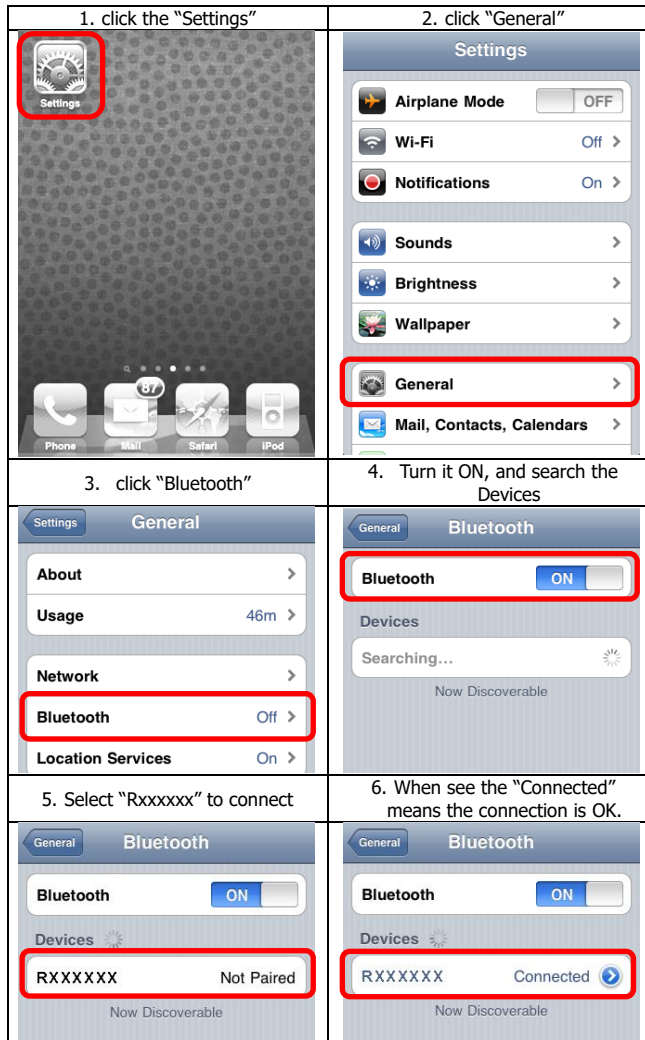 1. click the “Settings”
Settings
87
Phone
Mail
Safari
iPod
2. click “General”
Settings
Airplane Mode OFF
Wi-Fi Off
Notifications On
Sounds
Brightness
Wallpaper
General
Mail, Contacts, Calendars
3. click “Bluetooth”
Settings General
About
Usage 46m
Network
Bluetooth Off
Location Services On
4. Turn it ON, and search the
Devices
General Bluetooth
Bluetooth ON
Devices
Searching...
Now Discoverable
5. Select “Rxxxxxx” to connect
General Bluetooth
Bluetooth ON
Devices
RXXXXXX Not Paired
Now Discoverable
6. When see the “Connected”
means the connection is OK.
General Bluetooth
Bluetooth ON
Devices
RXXXXXX Connected
Now Discoverable